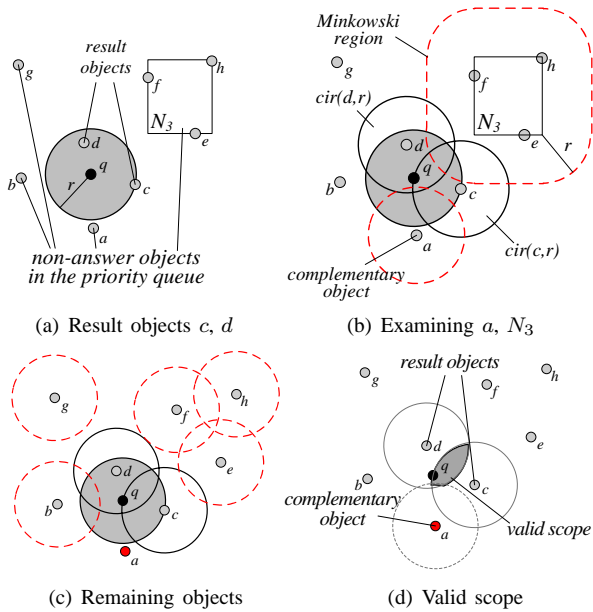 result
objects
g
h
f
N3
e
d
q
r
c
b
a
non-answer objects
in the priority queue
(a) Result objects c, d
Minkowski
region
g
h
f
cir(d,r)
N3
e
r
d
q
b
c
a
cir(c,r)
complementary
object
(b) Examining a, N3
g
f
h
d
e
q
b
c
a
(c) Remaining objects
result objects
g
f
h
d
e
q
b
c
complementary
object
a
valid scope
(d) Valid scope